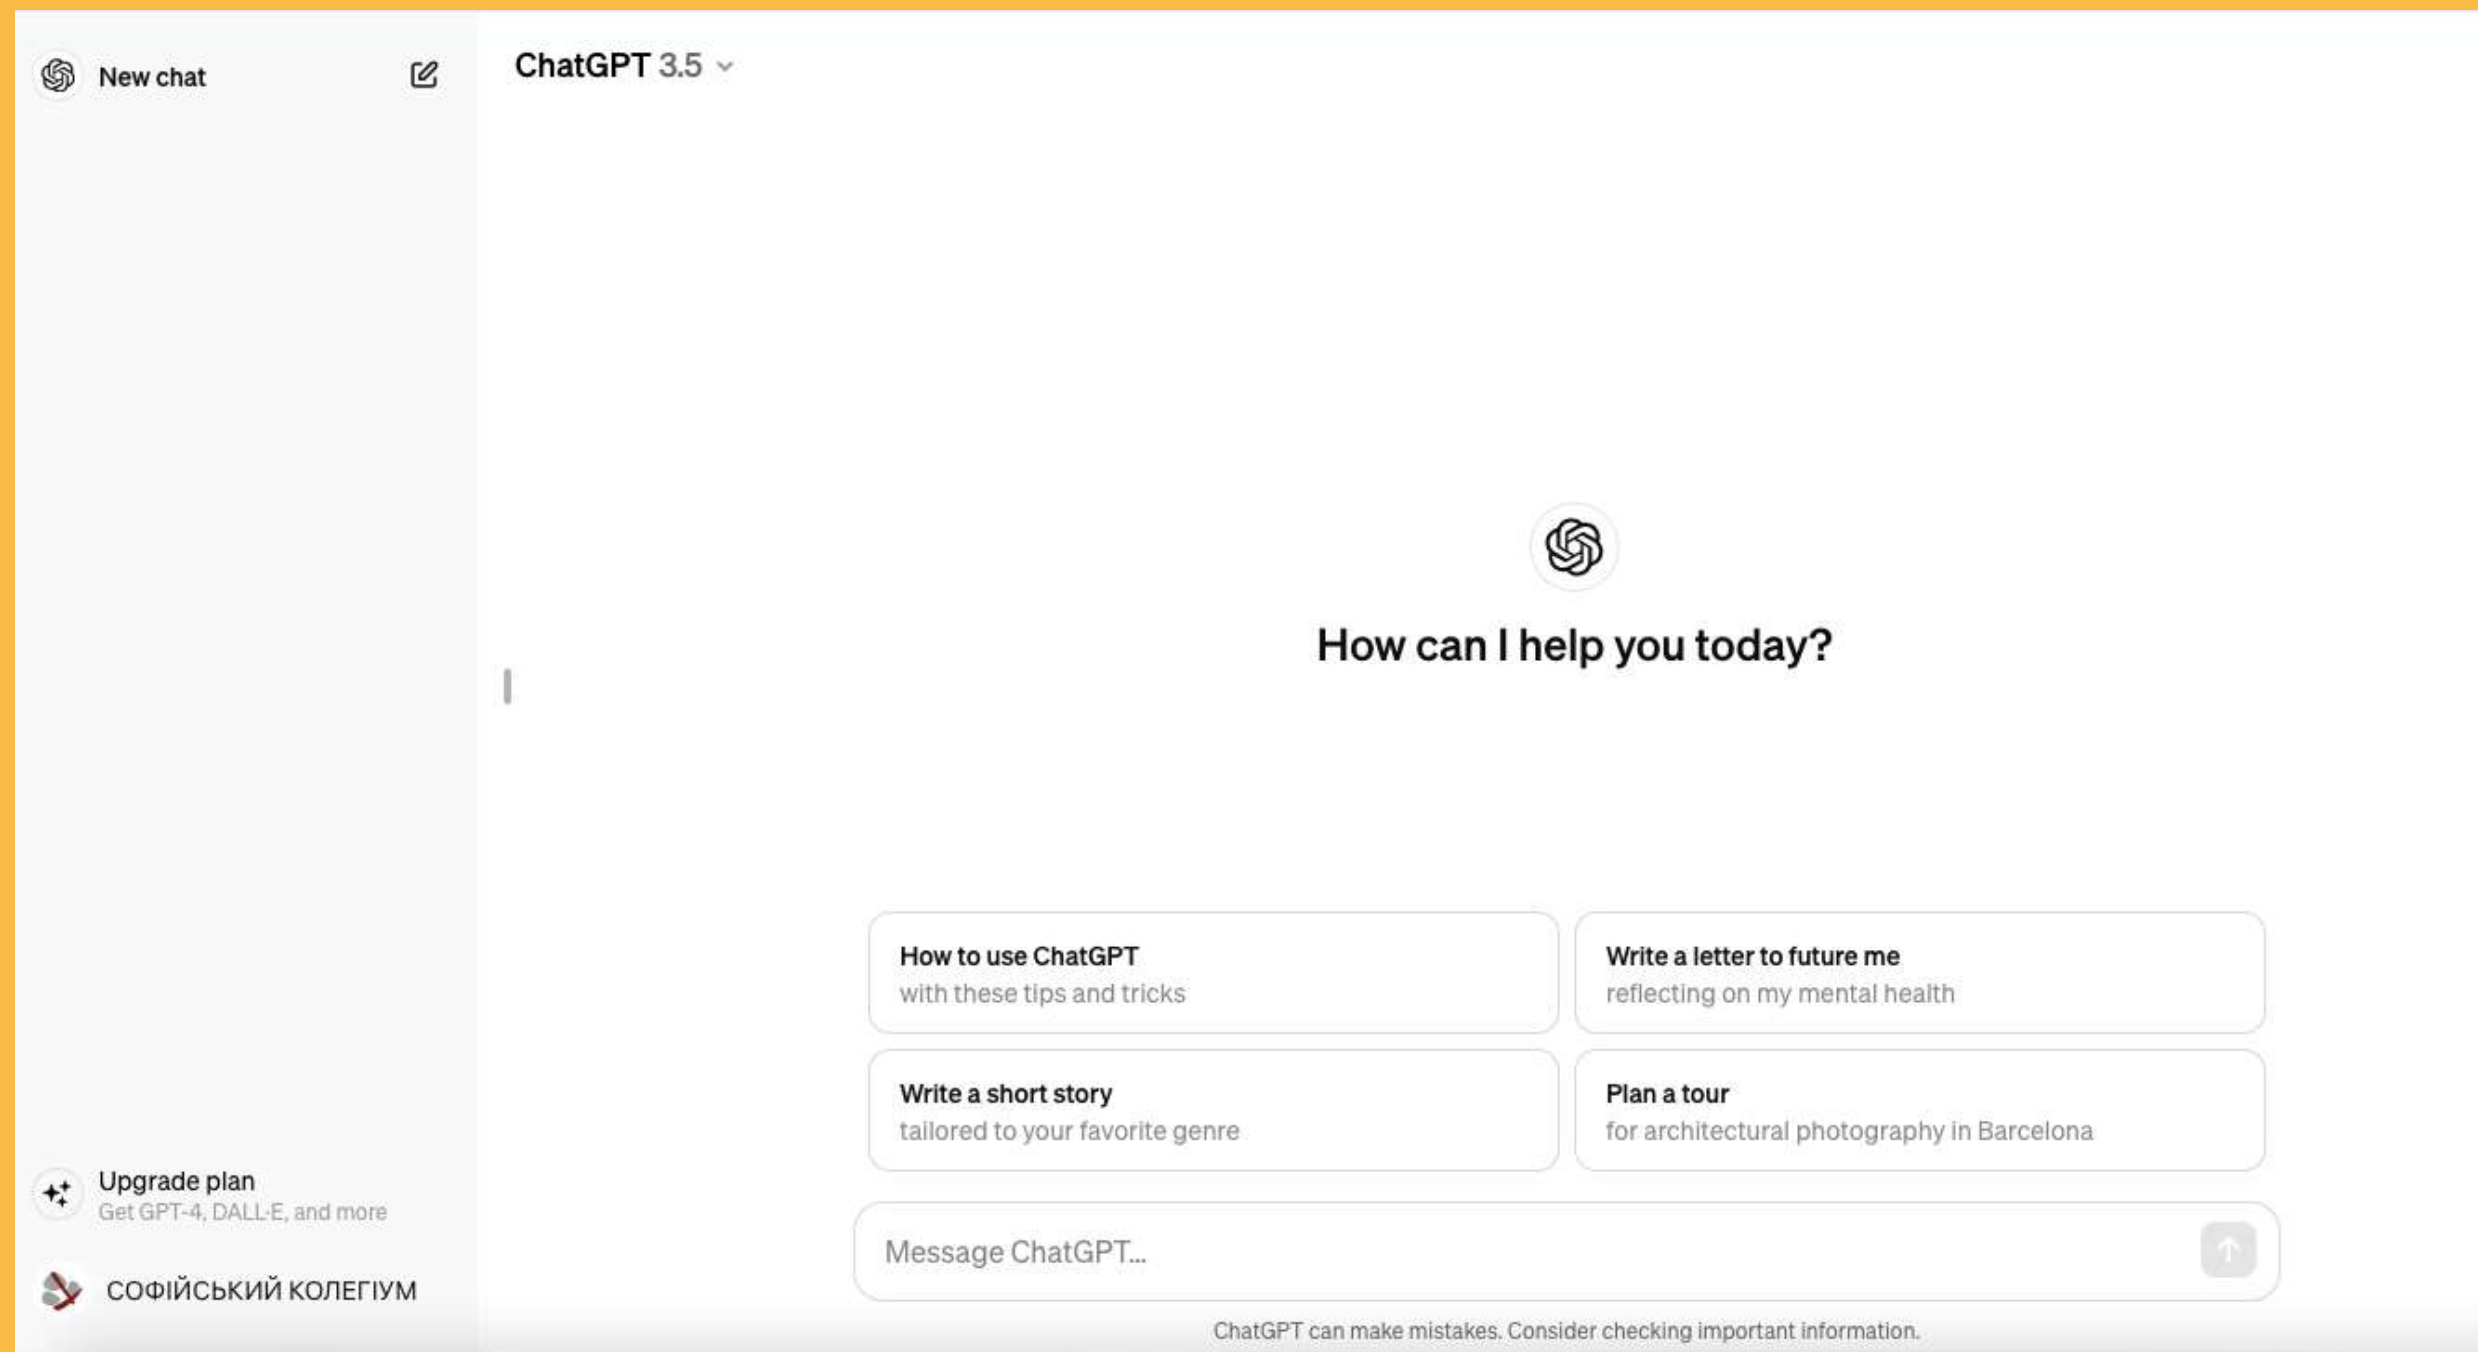 New chat
ChatGPT 3.5
How can I help you today?
How to use ChatGPT
with these tips and tricks
Write a letter to future me
reflecting on my mental health
Write a short story
tailored to your favorite genre
Plan a tour
for architectural photography in Barcelona
Upgrade plan
Get GPT-4, DALL·E, and more
СОФІЙСЬКИЙ КОЛЕГІУМ
Message ChatGPT...
ChatGPT can make mistakes. Consider checking important information.